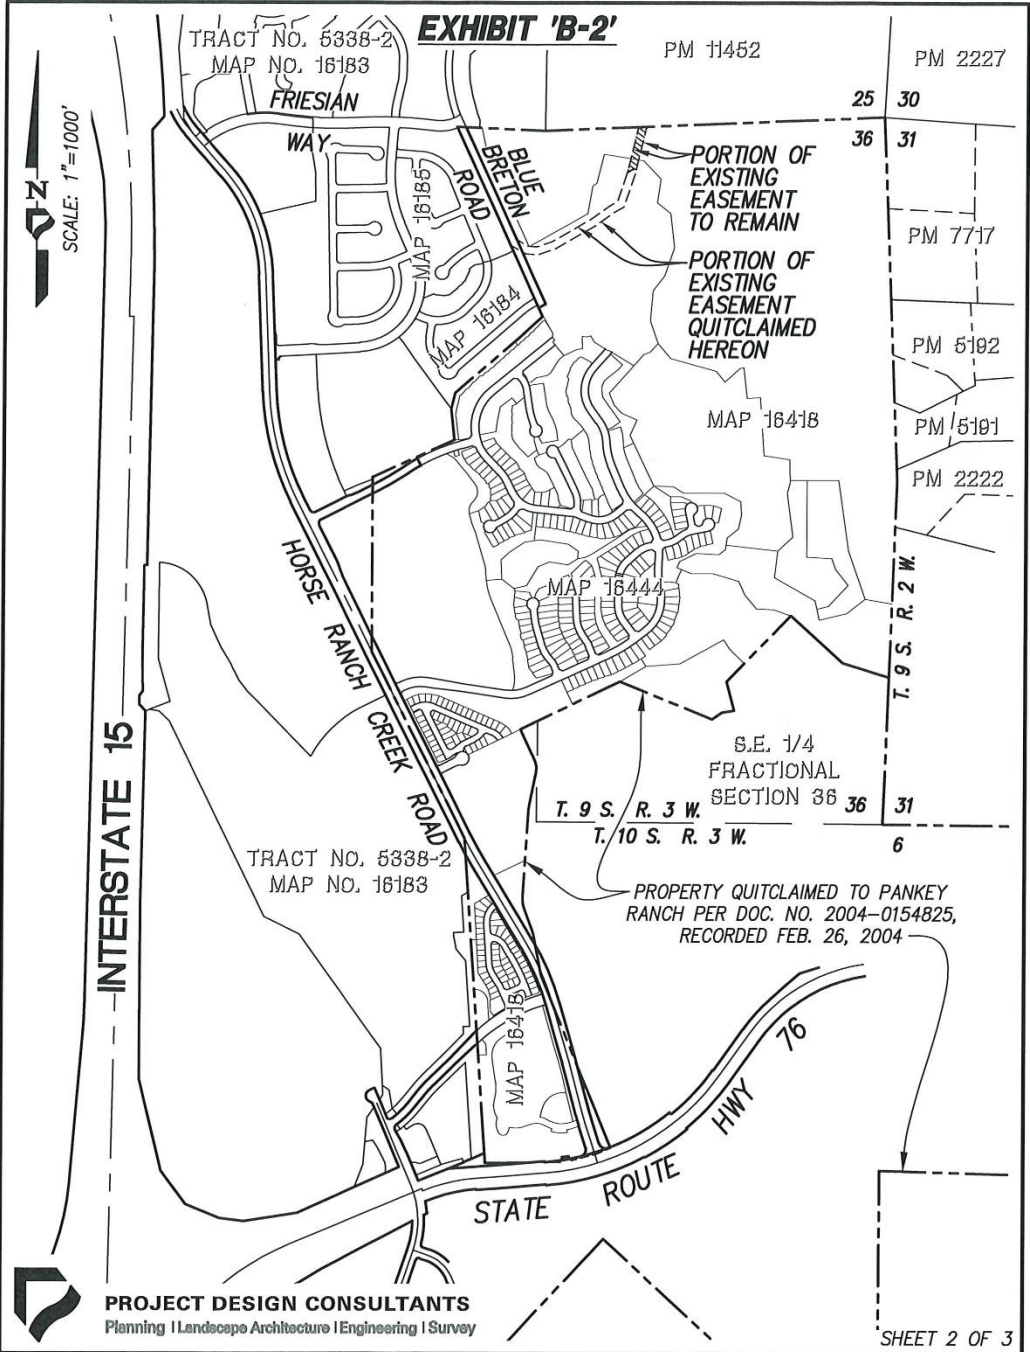 EXHIBIT 'B-2'
TRACT NO. 5338-2
MAP NO. 16183
PM 11452
PM 2227
N
SCALE: 1"=1000'
FRIESIAN
WAY
25 30
36 31
BLUE
BRETON
ROAD
MAP 16185
PORTION OF
EXISTING
EASEMENT
TO REMAIN
PM 7717
PORTION OF
EXISTING
EASEMENT
QUITCLAIMED
HEREON
MAP 16184
PM 5192
MAP 16418
PM 5191
PM 2222
HORSE RANCH CREEK ROAD
MAP 16444
T. 9 S. R. 2 W.
INTERSTATE 15
S.E. 1/4
FRACTIONAL
SECTION 36
36 31
T. 9 S. R. 3 W.
T. 10 S. R. 3 W.
6
TRACT NO. 5338-2
MAP NO. 16183
PROPERTY QUITCLAIMED TO PANKEY
RANCH PER DOC. NO. 2004-0154825,
RECORDED FEB. 26, 2004
MAP 16418
STATE ROUTE HWY 76
PROJECT DESIGN CONSULTANTS
Planning | Landscape Architecture | Engineering | Survey
SHEET 2 OF 3